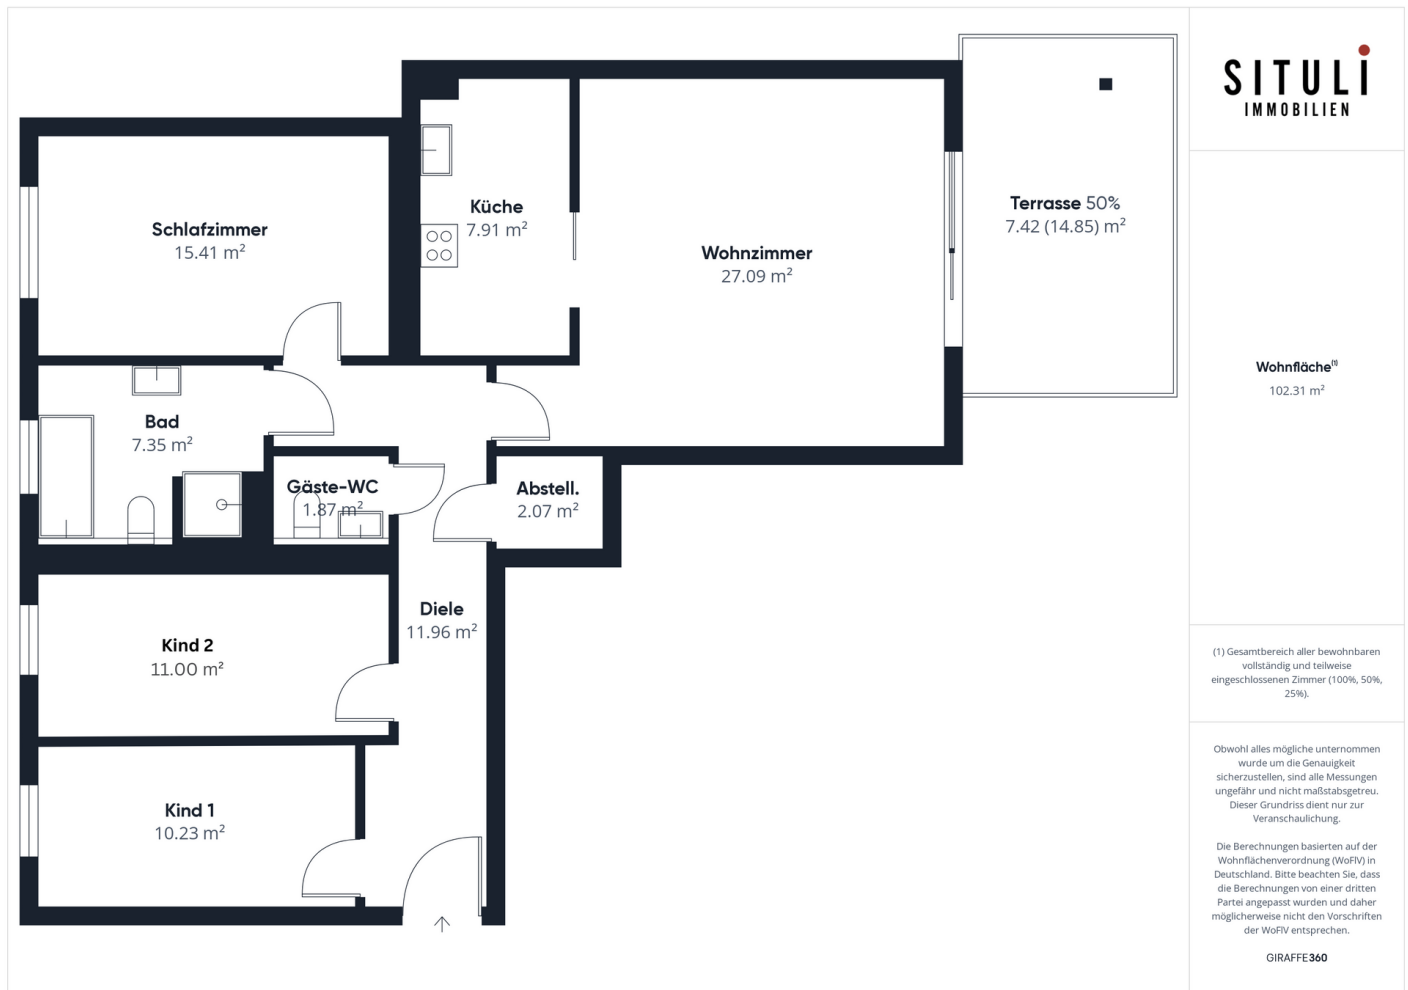 SITULI
IMMOBILIEN
Schlafzimmer
15.41 m²
Küche
7.91 m²
Wohnzimmer
27.09 m²
Terrasse 50%
7.42 (14.85) m²
Bad
7.35 m²
Gäste-WC
1.87 m²
Abstell.
2.07 m²
Diele
11.96 m²
Kind 2
11.00 m²
Kind 1
10.23 m²
Wohnfläche⁽¹⁾
102.31 m²
(1) Gesamtbereich aller bewohnbaren
vollständig und teilweise
eingeschlossenen Zimmer (100%, 50%,
25%).
Obwohl alles mögliche unternommen
wurde um die Genauigkeit
sicherzustellen, sind alle Messungen
ungefähr und nicht maßstabsgetreu.
Dieser Grundriss dient nur zur
Veranschaulichung.
Die Berechnungen basierten auf der
Wohnflächenverordnung (WoFlV) in
Deutschland. Bitte beachten Sie, dass
die Berechnungen von einer dritten
Partei angepasst wurden und daher
möglicherweise nicht den Vorschriften
der WoFlV entsprechen.
GIRAFFE360